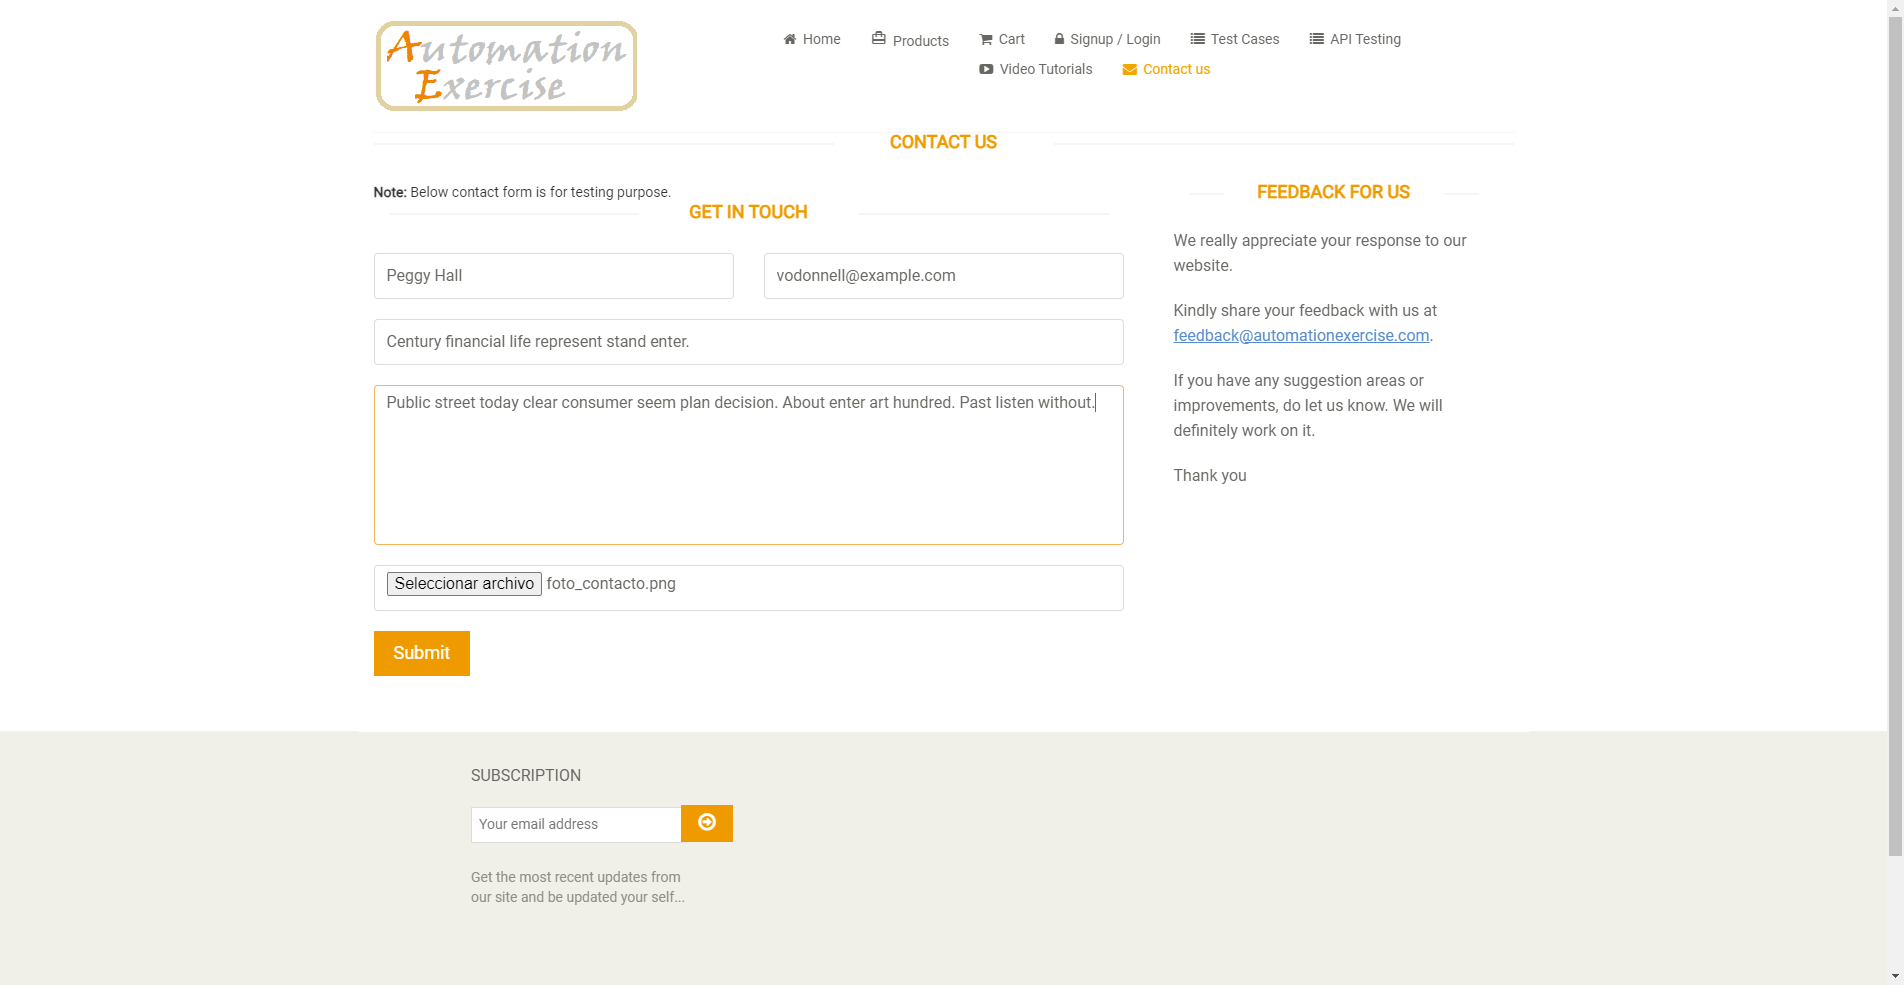 Automation
Exercise
Home
Products
Cart
Signup / Login
Test Cases
API Testing
Video Tutorials
Contact us
CONTACT US
Note: Below contact form is for testing purpose.
GET IN TOUCH
Peggy Hall
vodonnell@example.com
Century financial life represent stand enter.
Public street today clear consumer seem plan decision. About enter art hundred. Past listen without.
Seleccionar archivo foto_contacto.png
Submit
FEEDBACK FOR US
We really appreciate your response to our
website.
Kindly share your feedback with us at
feedback@automationexercise.com.
If you have any suggestion areas or
improvements, do let us know. We will
definitely work on it.
Thank you
SUBSCRIPTION
Your email address
Get the most recent updates from
our site and be updated your self...